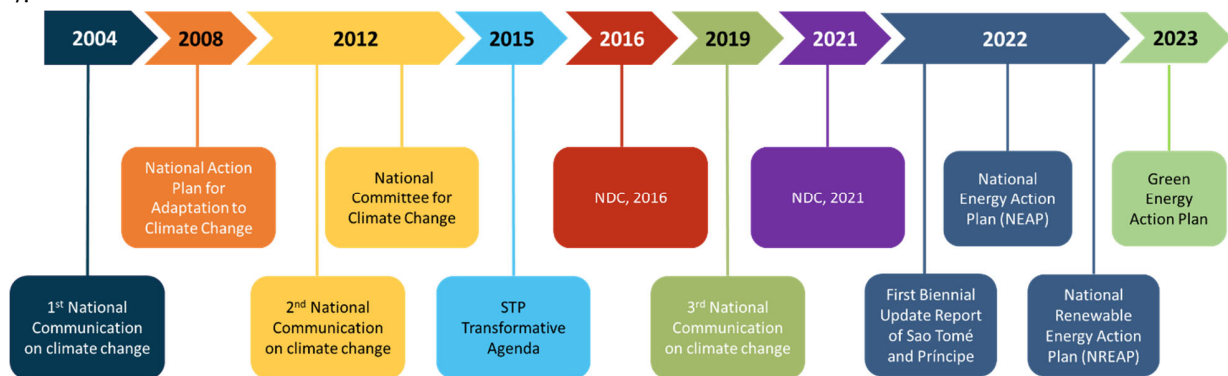 2004
2008
2012
2015
2016
2019
2021
2022
2023
National Action
Plan for
Adaptation to
Climate Change
National
Committee for
Climate Change
NDC, 2016
NDC, 2021
National
Energy Action
Plan (NEAP)
Green
Energy
Action Plan
1st National
Communication
on climate change
2nd National
Communication
on climate change
STP
Transformative
Agenda
3rd National
Communication
on climate change
First Biennial
Update Report
of Sao Tomé
and Príncipe
National
Renewable
Energy Action
Plan (NREAP)